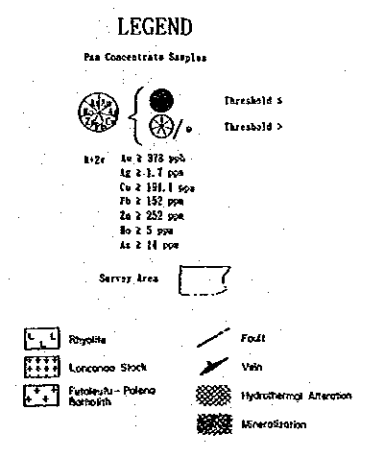 LEGEND
Pan Concentrate Samples
Threshold ≤
Threshold >
Au ≥ 378 ppb
Ag ≥ 1.7 ppm
Cu ≥ 191.1 ppm
Pb ≥ 152 ppm
Zn ≥ 252 ppm
Mo ≥ 5 ppm
As ≥ 14 ppm
Survey Area
Rhyolite
Fault
Lonconao Stock
Vein
Futaleufu - Palena
Batholith
Hydrothermal Alteration
Mineralization